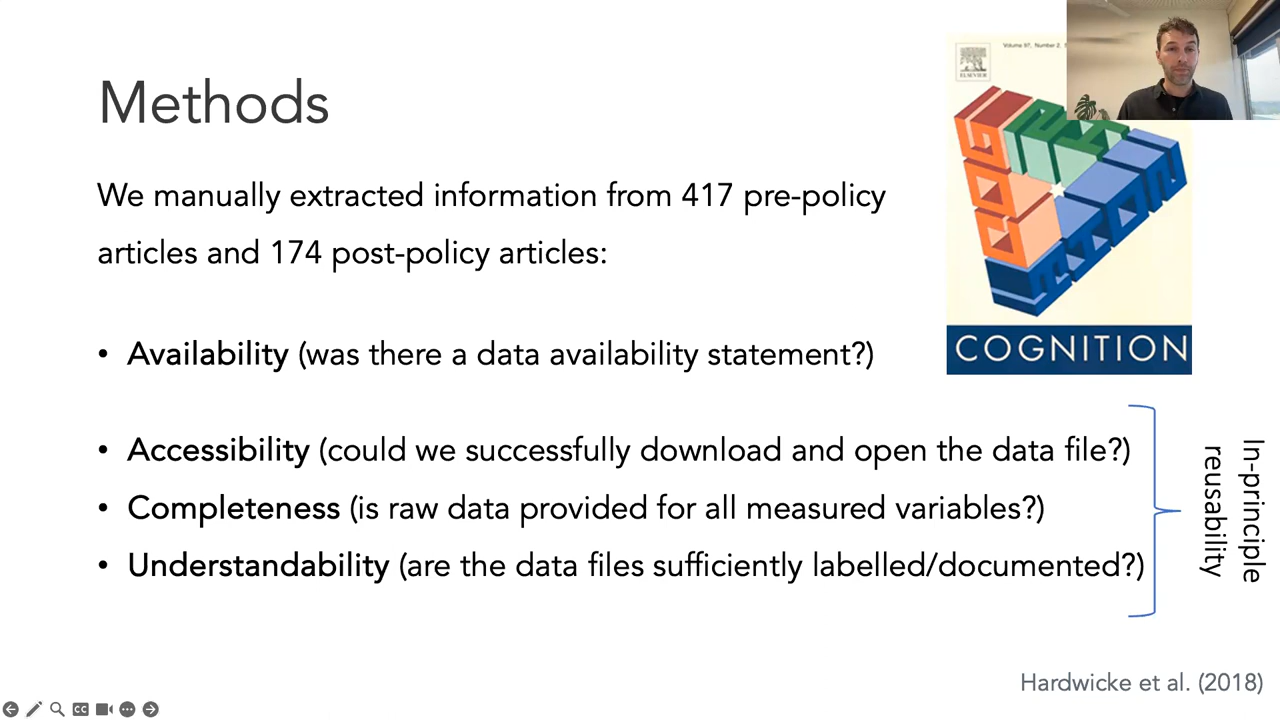 Methods
We manually extracted information from 417 pre-policy
articles and 174 post-policy articles:
• Availability (was there a data availability statement?)
• Accessibility (could we successfully download and open the data file?)
• Completeness (is raw data provided for all measured variables?)
• Understandability (are the data files sufficiently labelled/documented?)
In-principle
reusability
Volume 97, Number 2,
ELSEVIER
COGNITION
COGNITION
Hardwicke et al. (2018)
CC